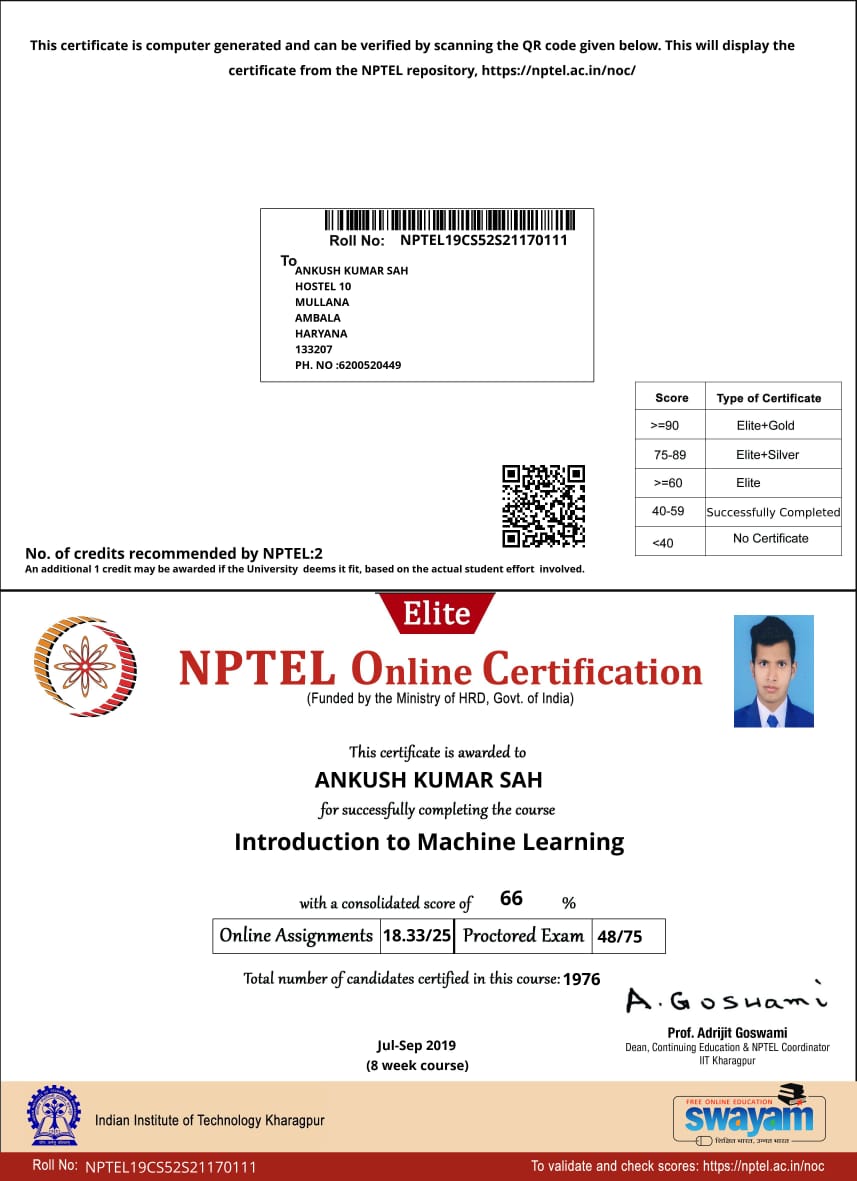 This certificate is computer generated and can be verified by scanning the QR code given below. This will display the
certificate from the NPTEL repository, https://nptel.ac.in/noc/
Roll No: NPTEL19CS52S21170111
To
ANKUSH KUMAR SAH
HOSTEL 10
MULLANA
AMBALA
HARYANA
133207
PH. NO :6200520449
Score Type of Certificate
>=90 Elite+Gold
75-89 Elite+Silver
>=60 Elite
40-59 Successfully Completed
<40 No Certificate
No. of credits recommended by NPTEL:2
An additional 1 credit may be awarded if the University deems it fit, based on the actual student effort involved.
Elite
NPTEL Online Certification
(Funded by the Ministry of HRD, Govt. of India)
This certificate is awarded to
ANKUSH KUMAR SAH
for successfully completing the course
Introduction to Machine Learning
with a consolidated score of 66 %
Online Assignments 18.33/25 Proctored Exam 48/75
Total number of candidates certified in this course: 1976
A. Goswami
Prof. Adrijit Goswami
Dean, Continuing Education & NPTEL Coordinator
IIT Kharagpur
Jul-Sep 2019
(8 week course)
Indian Institute of Technology Kharagpur
FREE ONLINE EDUCATION
swayam
शिक्षित भारत, उन्नत भारत
Roll No: NPTEL19CS52S21170111
To validate and check scores: https://nptel.ac.in/noc